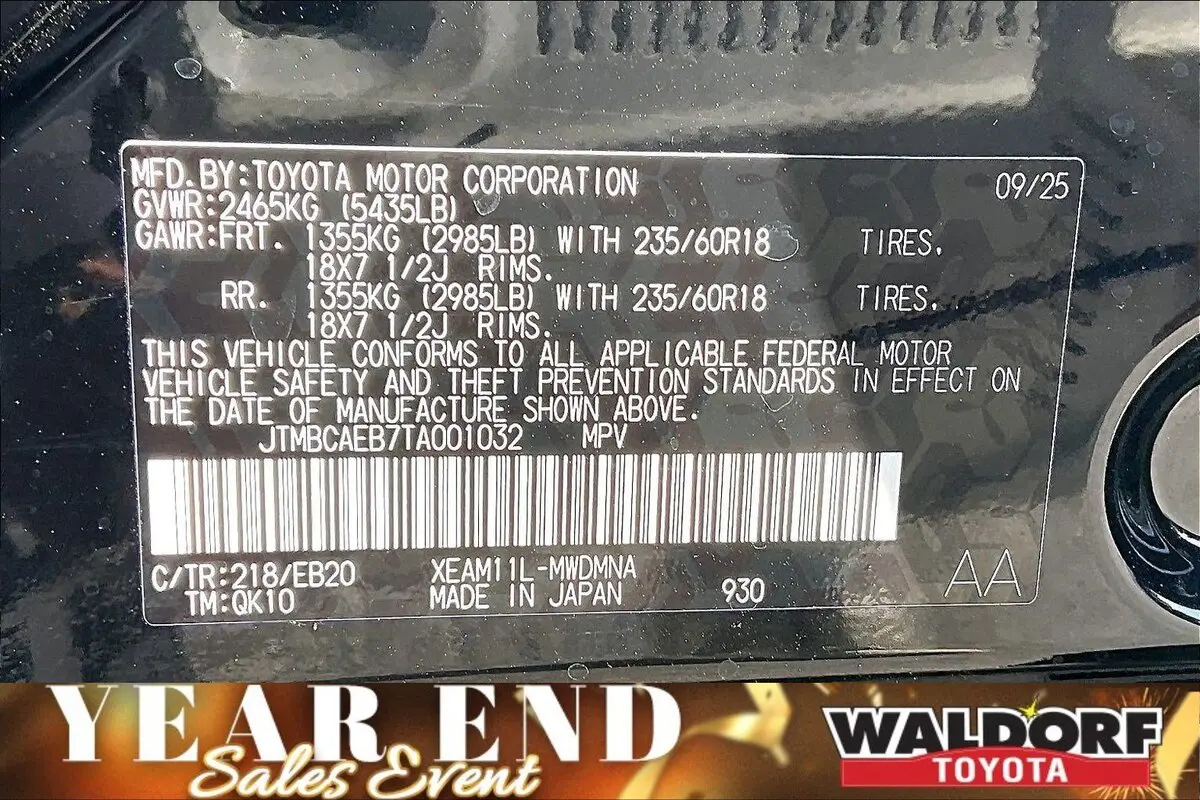 MFD. BY:TOYOTA MOTOR CORPORATION 09/25
GVWR:2465KG (5435LB)
GAWR:FRT. 1355KG (2985LB) WITH 235/60R18 TIRES.
18X7 1/2J RIMS.
RR. 1355KG (2985LB) WITH 235/60R18 TIRES.
18X7 1/2J RIMS.
THIS VEHICLE CONFORMS TO ALL APPLICABLE FEDERAL MOTOR
VEHICLE SAFETY AND THEFT PREVENTION STANDARDS IN EFFECT ON
THE DATE OF MANUFACTURE SHOWN ABOVE.
JTMBCAEB7TA001032 MPV
C/TR:218/EB20 XEAM11L-MWDMNA
TM:QK10 MADE IN JAPAN 930 AA
YEAR END
Sales Event
WALDORF
TOYOTA